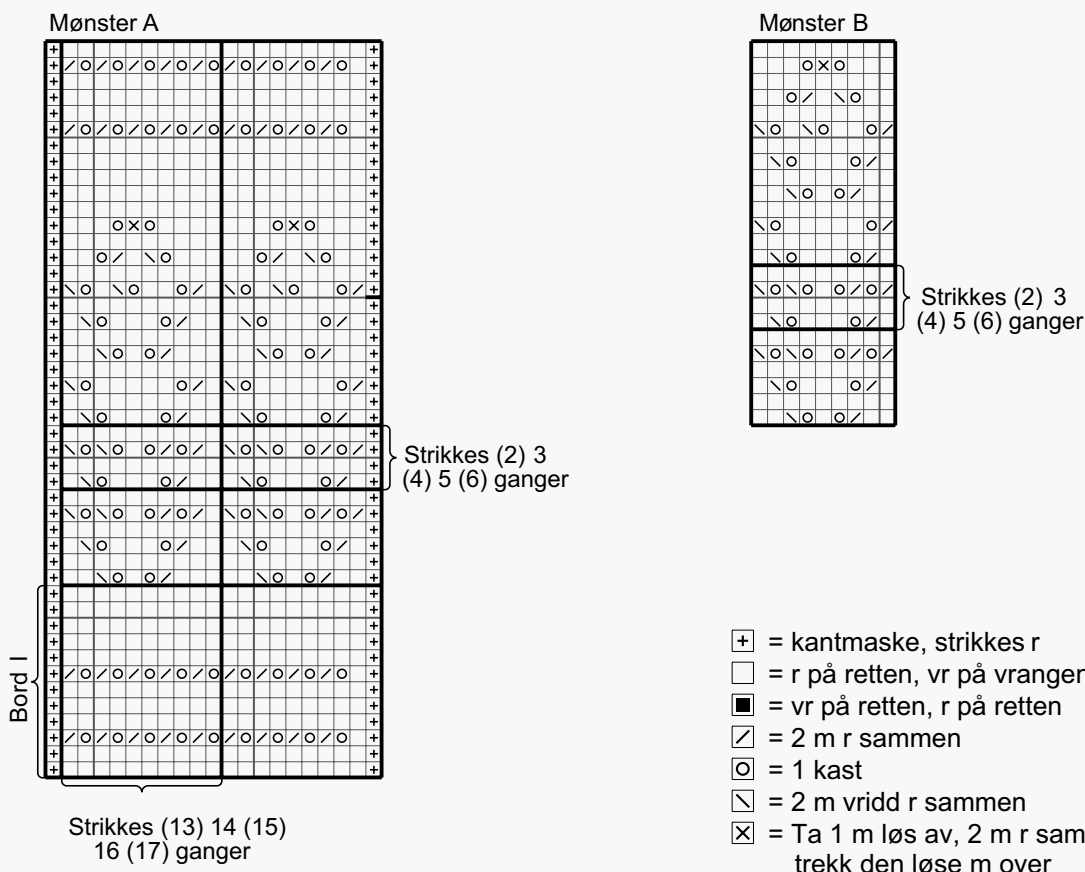 Mønster A
Mønster B
Strikkes (2) 3
(4) 5 (6) ganger
Strikkes (2) 3
(4) 5 (6) ganger
Bord I
Strikkes (13) 14 (15)
16 (17) ganger
+ = kantmaske, strikkes r
= r på retten, vr på vrangen
■ = vr på retten, r på retten
/ = 2 m r sammen
O = 1 kast
\ = 2 m vridd r sammen
X = Ta 1 m løs av, 2 m r sam
trekk den løse m over